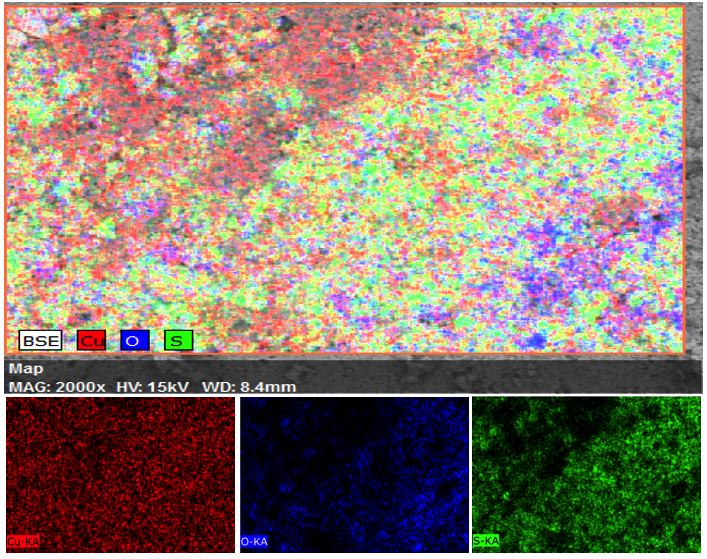 BSE Cu O S
Map
MAG: 2000x HV: 15kV WD: 8.4mm
Cu-KA O-KA S-KA